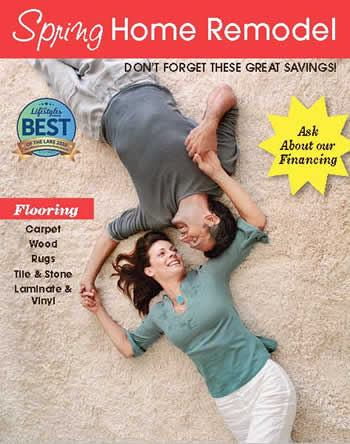 Spring Home Remodel
DON'T FORGET THESE GREAT SAVINGS!
Lifestyles
BEST
OF THE LAKE 2020
Ask
About our
Financing
Flooring
Carpet
Wood
Rugs
Tile & Stone
Laminate &
Vinyl